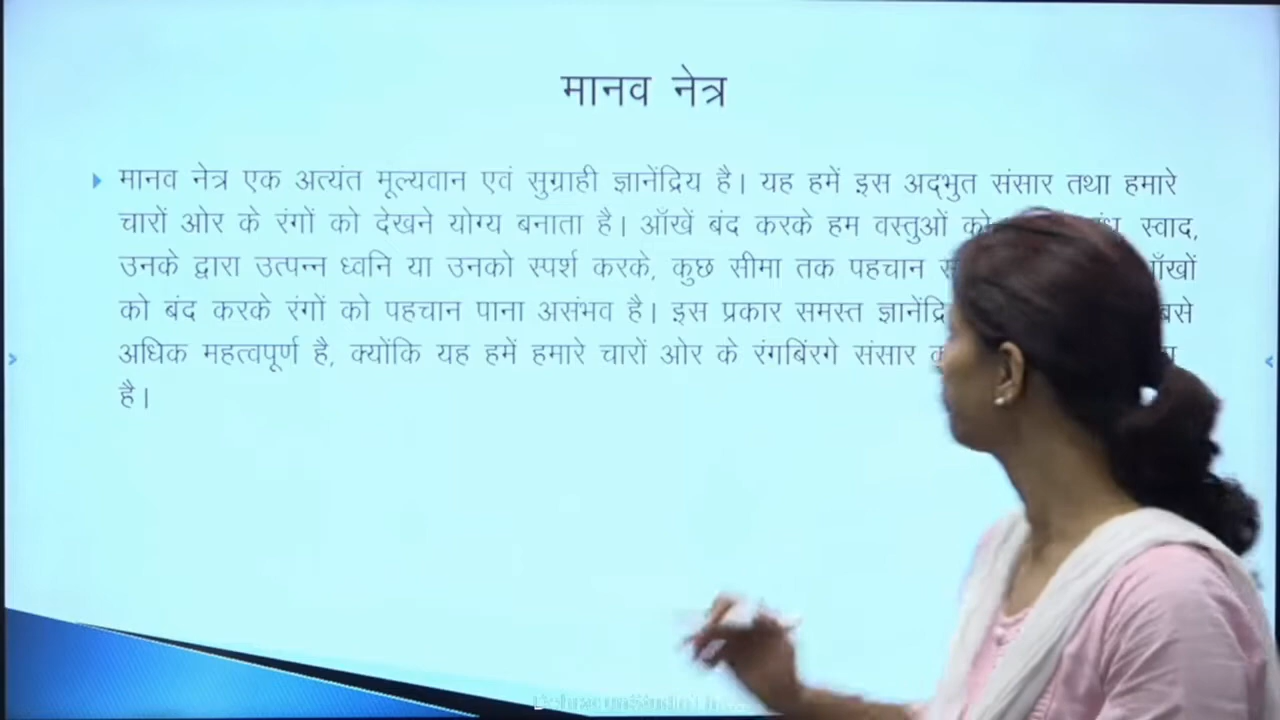 मानव नेत्र
मानव नेत्र एक अत्यंत मूल्यवान एवं सुग्राही ज्ञानेंद्रिय है। यह हमें इस अद्भुत संसार तथा हमारे
चारों ओर के रंगों को देखने योग्य बनाता है। आँखें बंद करके हम वस्तुओं को स्वाद,
उनके द्वारा उत्पन्न ध्वनि या उनको स्पर्श करके, कुछ सीमा तक पहचान
को बंद करके रंगों को पहचान पाना असंभव है। इस प्रकार समस्त
अधिक महत्वपूर्ण है, क्योंकि यह हमें हमारे चारों ओर के रंगबिंरगे संसार
है।